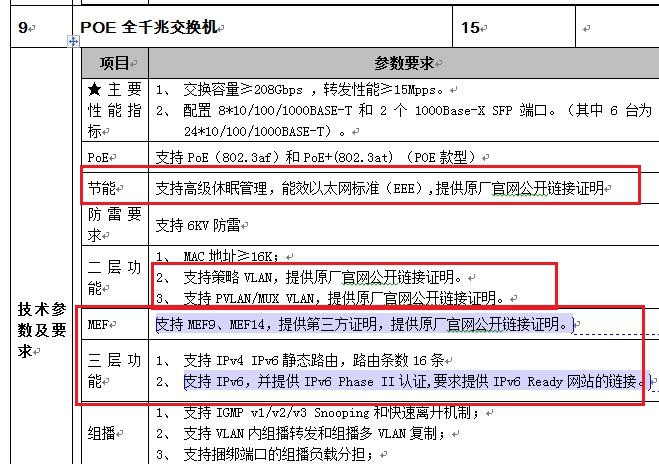 9 POE 全千兆交换机 15
项目 参数要求
★主要性能指标
1、 交换容量≥208Gbps ，转发性能≥15Mpps。
2、 配置 8*10/100/1000BASE-T 和 2 个 1000Base-X SFP 端口。（其中 6 台为
24*10/100/1000BASE-T）。
PoE 支持 PoE（802.3af）和 PoE+(802.3at) （POE 款型）
节能 支持高级休眠管理，能效以太网标准（EEE）,提供原厂官网公开链接证明
防雷要求 支持 6KV 防雷
技术参数及要求
二层功能
1、 MAC 地址≥16K；
2、 支持策略 VLAN，提供原厂官网公开链接证明。
3、 支持 PVLAN/MUX VLAN，提供原厂官网公开链接证明。
MEF 支持 MEF9、MEF14，提供第三方证明，提供原厂官网公开链接证明。
三层功能
1、 支持 IPv4 IPv6 静态路由，路由条数 16 条
2、 支持 IPv6，并提供 IPv6 Phase II 认证,要求提供 IPv6 Ready 网站的链接。
组播
1、 支持 IGMP v1/v2/v3 Snooping 和快速离开机制；
2、 支持 VLAN 内组播转发和组播多 VLAN 复制；
3、 支持捆绑端口的组播负载分担；